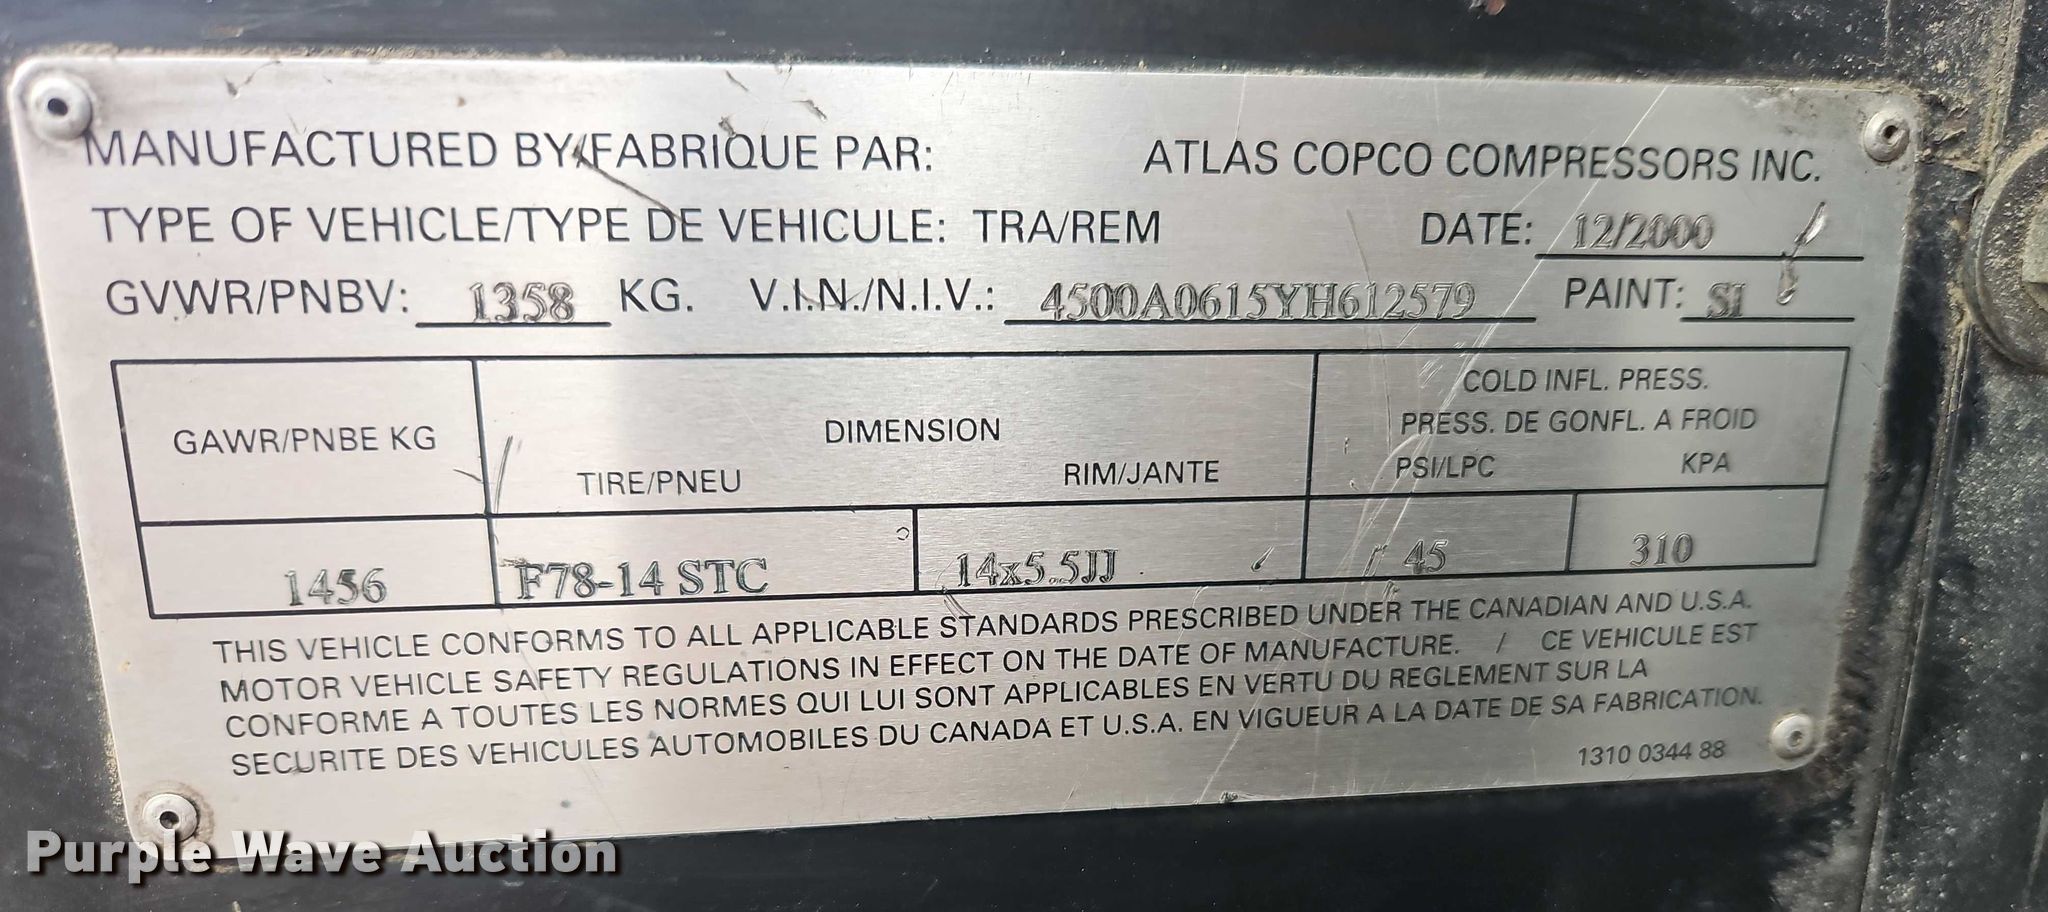 MANUFACTURED BY/FABRIQUE PAR: ATLAS COPCO COMPRESSORS INC.
TYPE OF VEHICLE/TYPE DE VEHICULE: TRA/REM DATE: 12/2000
GVWR/PNBV: 1358 KG. V.I.N./N.I.V.: 4500A0615YH612579 PAINT: SI
COLD INFL. PRESS.
GAWR/PNBE KG DIMENSION PRESS. DE GONFL. A FROID
TIRE/PNEU RIM/JANTE PSI/LPC KPA
1456 F78-14 STC 14x5.5JJ 45 310
THIS VEHICLE CONFORMS TO ALL APPLICABLE STANDARDS PRESCRIBED UNDER THE CANADIAN AND U.S.A.
MOTOR VEHICLE SAFETY REGULATIONS IN EFFECT ON THE DATE OF MANUFACTURE. / CE VEHICULE EST
CONFORME A TOUTES LES NORMES QUI LUI SONT APPLICABLES EN VERTU DU REGLEMENT SUR LA
SECURITE DES VEHICULES AUTOMOBILES DU CANADA ET U.S.A. EN VIGUEUR A LA DATE DE SA FABRICATION.
1310 0344 88
Purple Wave Auction